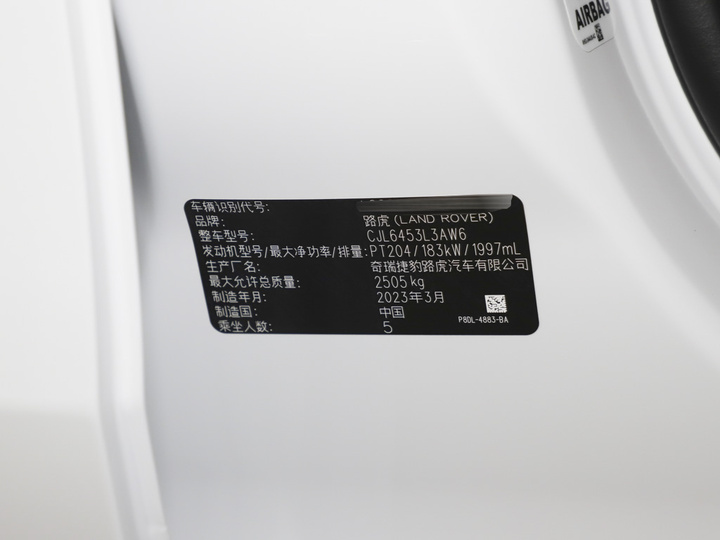 AIRBAG
车辆识别代号:
品牌: 路虎(LAND ROVER)
整车型号: CJL6453L3AW6
发动机型号/最大净功率/排量:PT204/183kW/1997mL
生产厂名: 奇瑞捷豹路虎汽车有限公司
最大允许总质量: 2505kg
制造年月: 2023年3月
制造国: 中国
乘坐人数: 5
P8DL-4883-BA